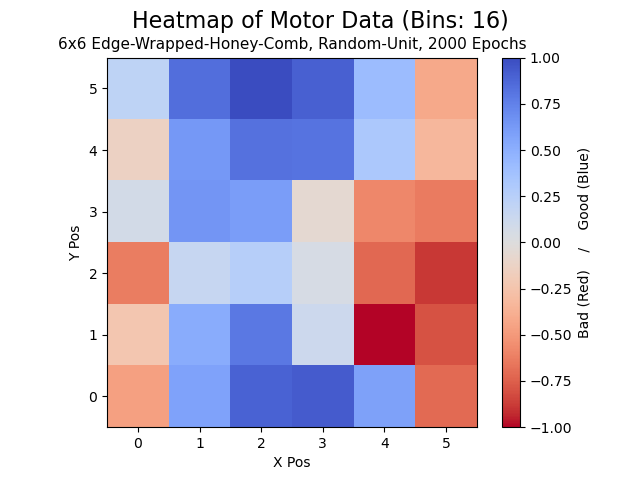 Heatmap of Motor Data (Bins: 16)
6x6 Edge-Wrapped-Honey-Comb, Random-Unit, 2000 Epochs
5
4
3
2
1
0
Y Pos
0 1 2 3 4 5
X Pos
1.00
0.75
0.50
0.25
0.00
−0.25
−0.50
−0.75
−1.00
Bad (Red) / Good (Blue)